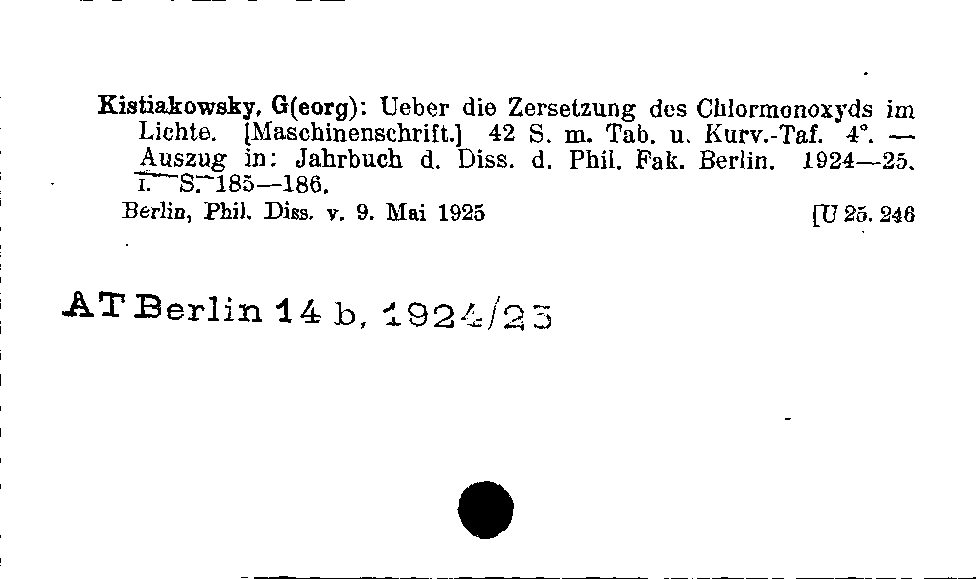 Kistiakowsky, G(eorg): Ueber die Zersetzung des Chlormonoxyds im
Lichte. [Maschinenschrift.] 42 S. m. Tab. u. Kurv.-Taf. 4°. —
Auszug in: Jahrbuch d. Diss. d. Phil. Fak. Berlin. 1924—25.
I. S. 185—186.
Berlin, Phil. Diss. v. 9. Mai 1925 [U 25. 246
AT Berlin 14 b, 1924/25